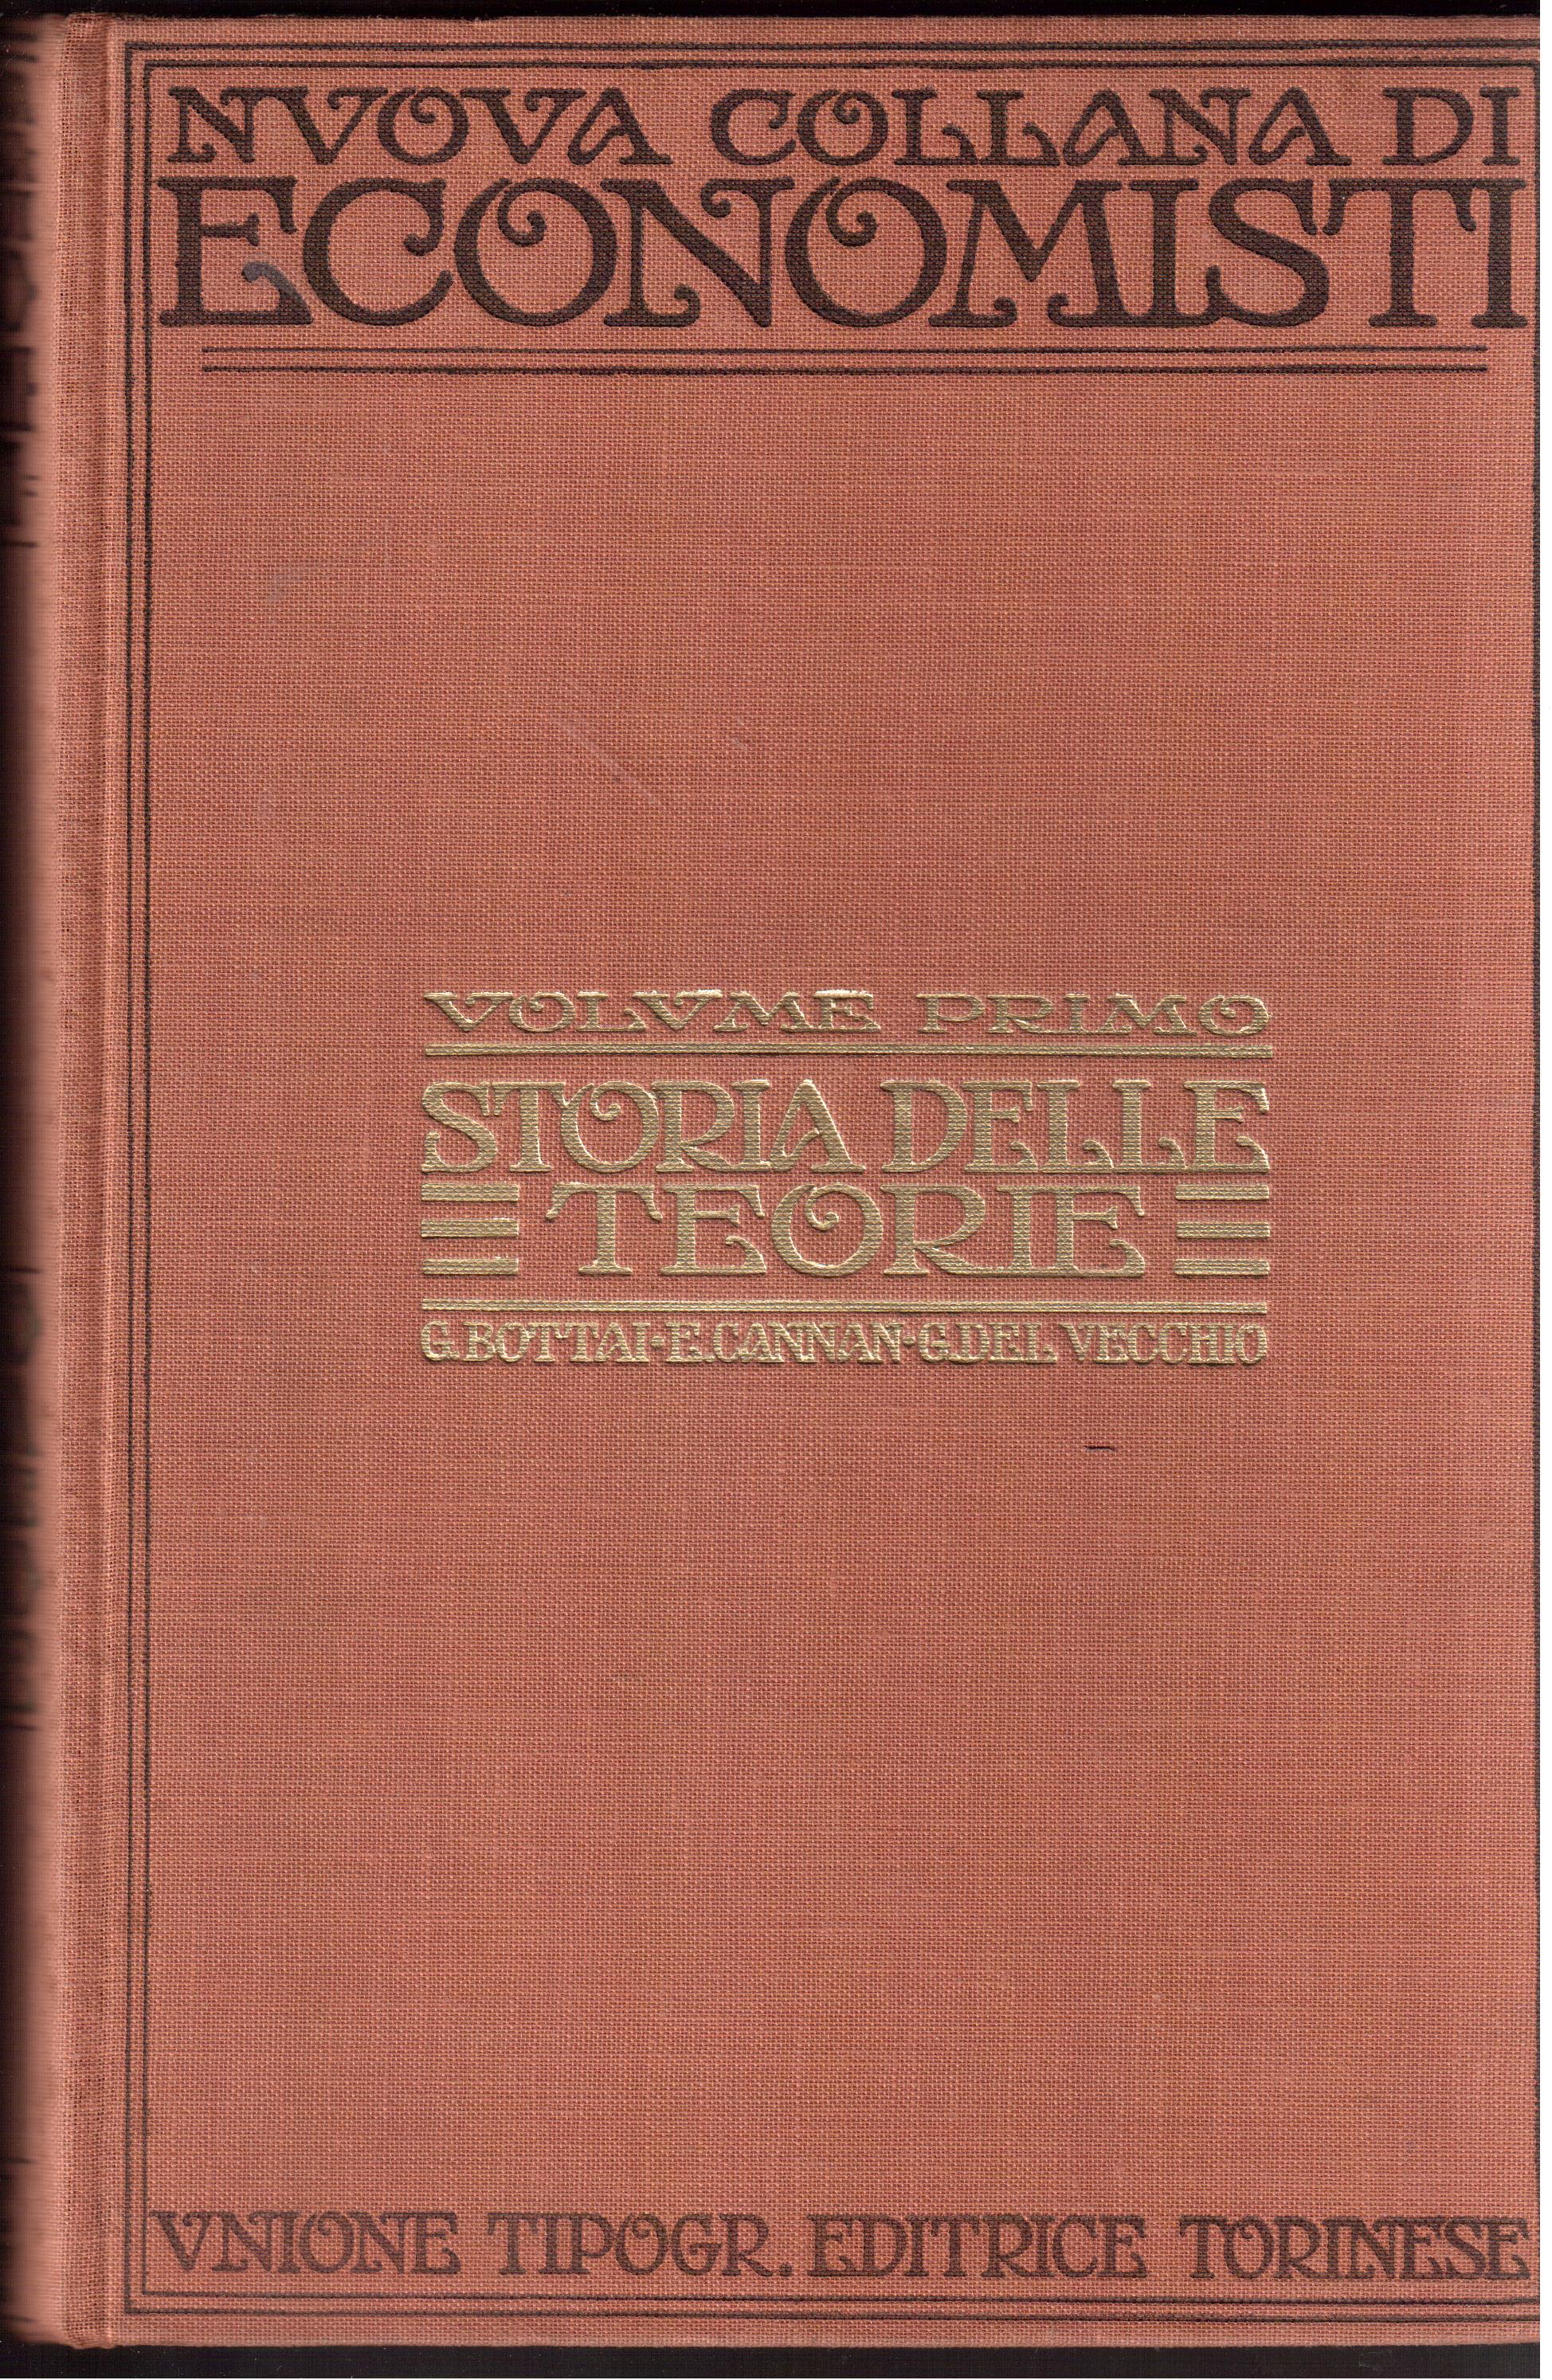 NVOVA COLLANA DI
ECONOMISTI
VOLVME PRIMO
STORIA DELLE
TEORIE
G.BOTTAI·E.CANNAN·G.DEL VECCHIO
VNIONE TIPOGR. EDITRICE TORINESE